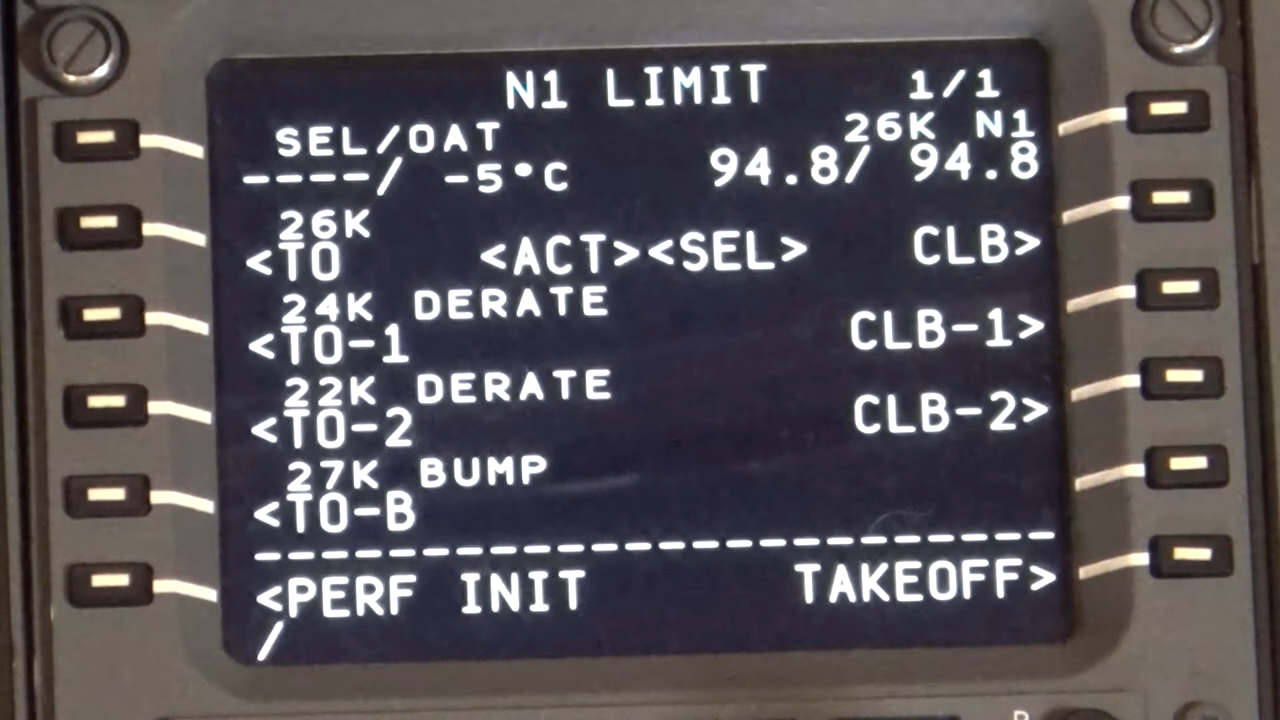 N1 LIMIT 1/1
SEL/OAT 26K N1
----/ -5°C 94.8/ 94.8
26K
<TO <ACT><SEL> CLB>
24K DERATE
<TO-1 CLB-1>
22K DERATE
<TO-2 CLB-2>
27K BUMP
<TO-B
------------------------------
<PERF INIT TAKEOFF>
/